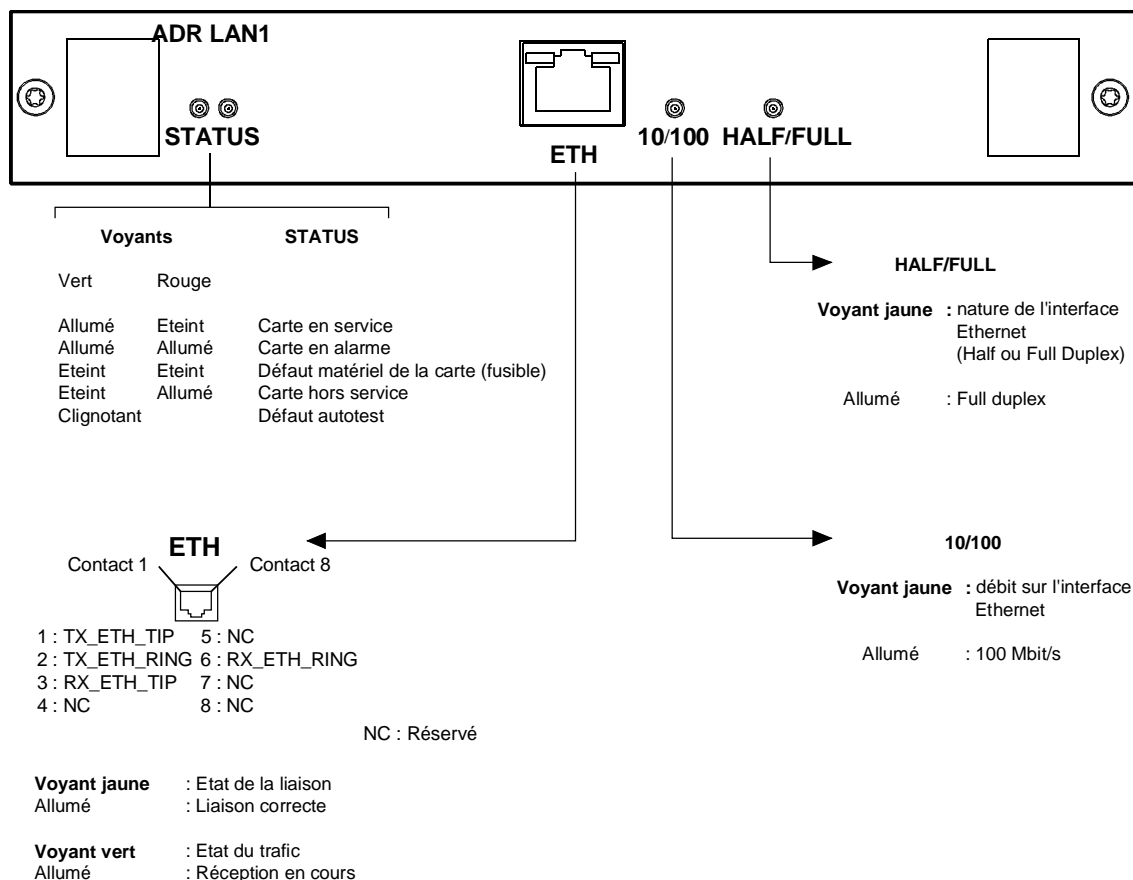 ADR LAN1
STATUS
ETH
10/100
HALF/FULL
Voyants STATUS
Vert Rouge
Allumé Eteint Carte en service
Allumé Allumé Carte en alarme
Eteint Eteint Défaut matériel de la carte (fusible)
Eteint Allumé Carte hors service
Clignotant Défaut autotest
HALF/FULL
Voyant jaune : nature de l'interface
Ethernet
(Half ou Full Duplex)
Allumé : Full duplex
10/100
Voyant jaune : débit sur l'interface
Ethernet
Allumé : 100 Mbit/s
ETH
Contact 1 Contact 8
1 : TX_ETH_TIP 5 : NC
2 : TX_ETH_RING 6 : RX_ETH_RING
3 : RX_ETH_TIP 7 : NC
4 : NC 8 : NC
NC : Réservé
Voyant jaune : Etat de la liaison
Allumé : Liaison correcte
Voyant vert : Etat du trafic
Allumé : Réception en cours